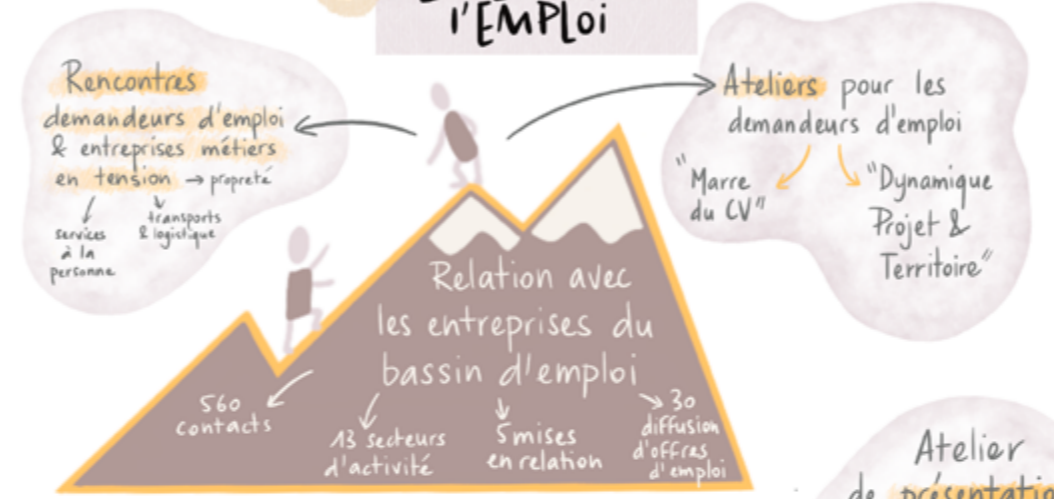 l'EMPLoi
Rencontres
demandeurs d'emploi
& entreprises métiers
en tension → propreté
services
à la
personne
transports
& logistique
Ateliers pour les
demandeurs d'emploi
"Marre
du CV"
"Dynamique
Projet &
Territoire"
Relation avec
les entreprises du
bassin d'emploi
560
contacts
13 secteurs
d'activité
5 mises
en relation
30
diffusion
d'offres
d'emploi
Atelier
de